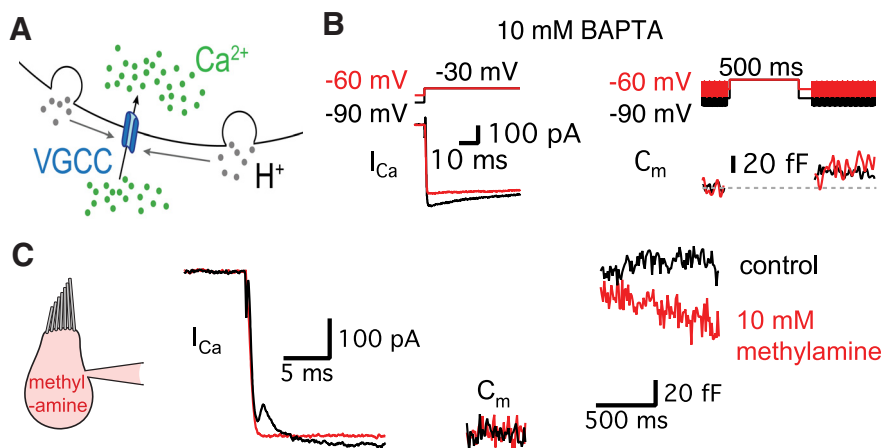 A
Ca2+
VGCC
H+
B
10 mM BAPTA
-60 mV
-30 mV
-90 mV
100 pA
10 ms
ICa
500 ms
-60 mV
-90 mV
Cm
20 fF
C
methyl
-amine
ICa
100 pA
5 ms
Cm
control
10 mM
methylamine
20 fF
500 ms